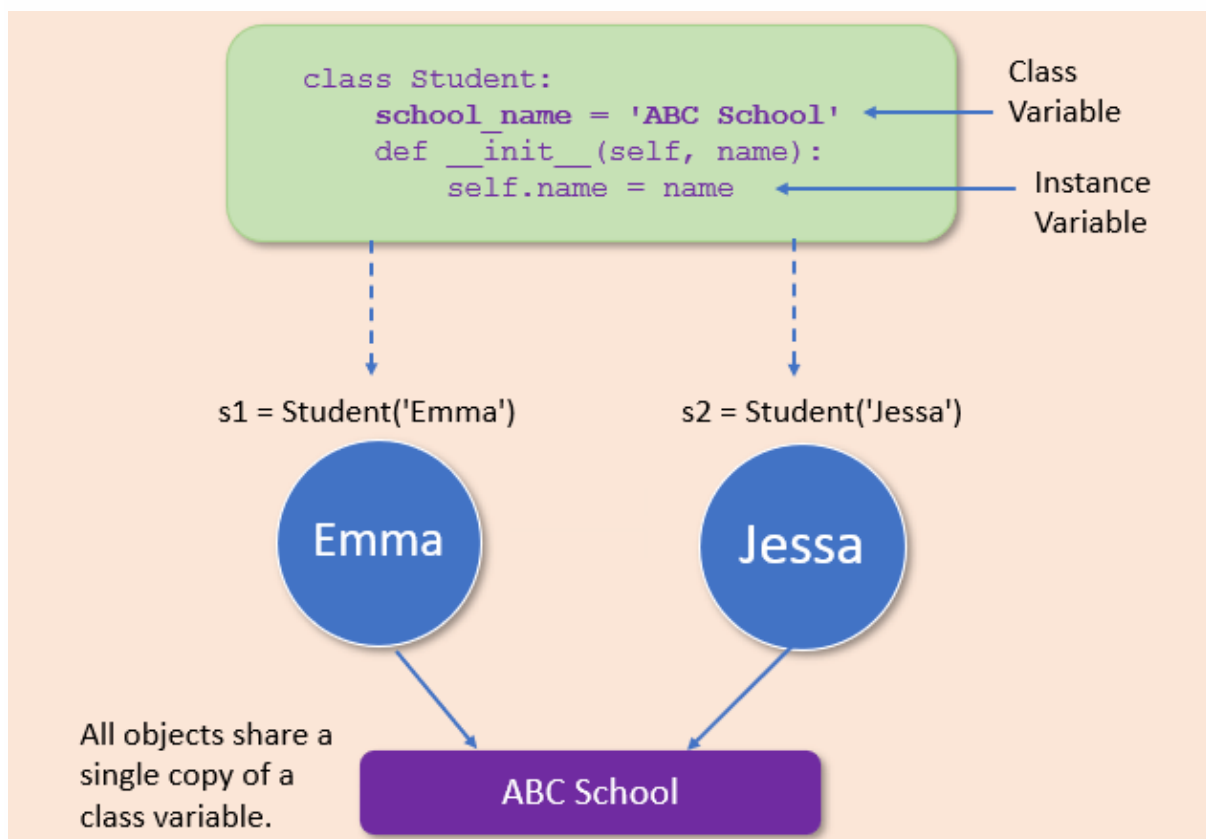 class Student:
school_name = 'ABC School'
def __init__(self, name):
self.name = name
Class
Variable
Instance
Variable
s1 = Student('Emma')
s2 = Student('Jessa')
Emma
Jessa
All objects share a
single copy of a
class variable.
ABC School